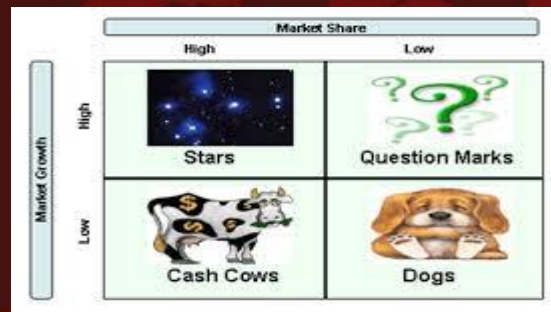 Market Share
High Low
Market Growth
High
Stars
Question Marks
Low
$
$
$
Cash Cows
Dogs